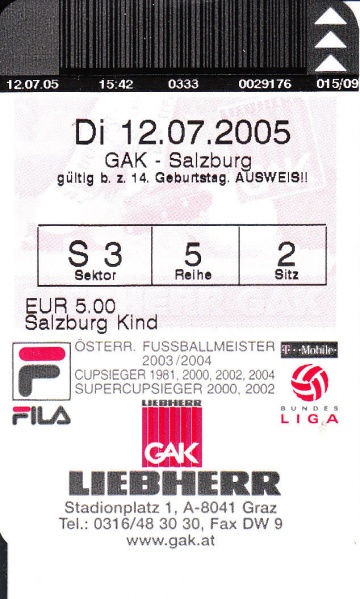 12.07.05 15:42 0333 0029176 015/09
Di 12.07.2005
GAK - Salzburg
gültig b. z. 14. Geburtstag. AUSWEIS!!
S 3 5 2
Sektor Reihe Sitz
EUR 5.00
Salzburg Kind
ÖSTERR. FUSSBALLMEISTER
2003/2004
CUPSIEGER 1981, 2000, 2002, 2004
SUPERCUPSIEGER 2000, 2002
FILA
T··Mobile·
BUNDES
LIGA
LIEBHERR
GAK
LIEBHERR
Stadionplatz 1, A-8041 Graz
Tel.: 0316/48 30 30, Fax DW 9
www.gak.at